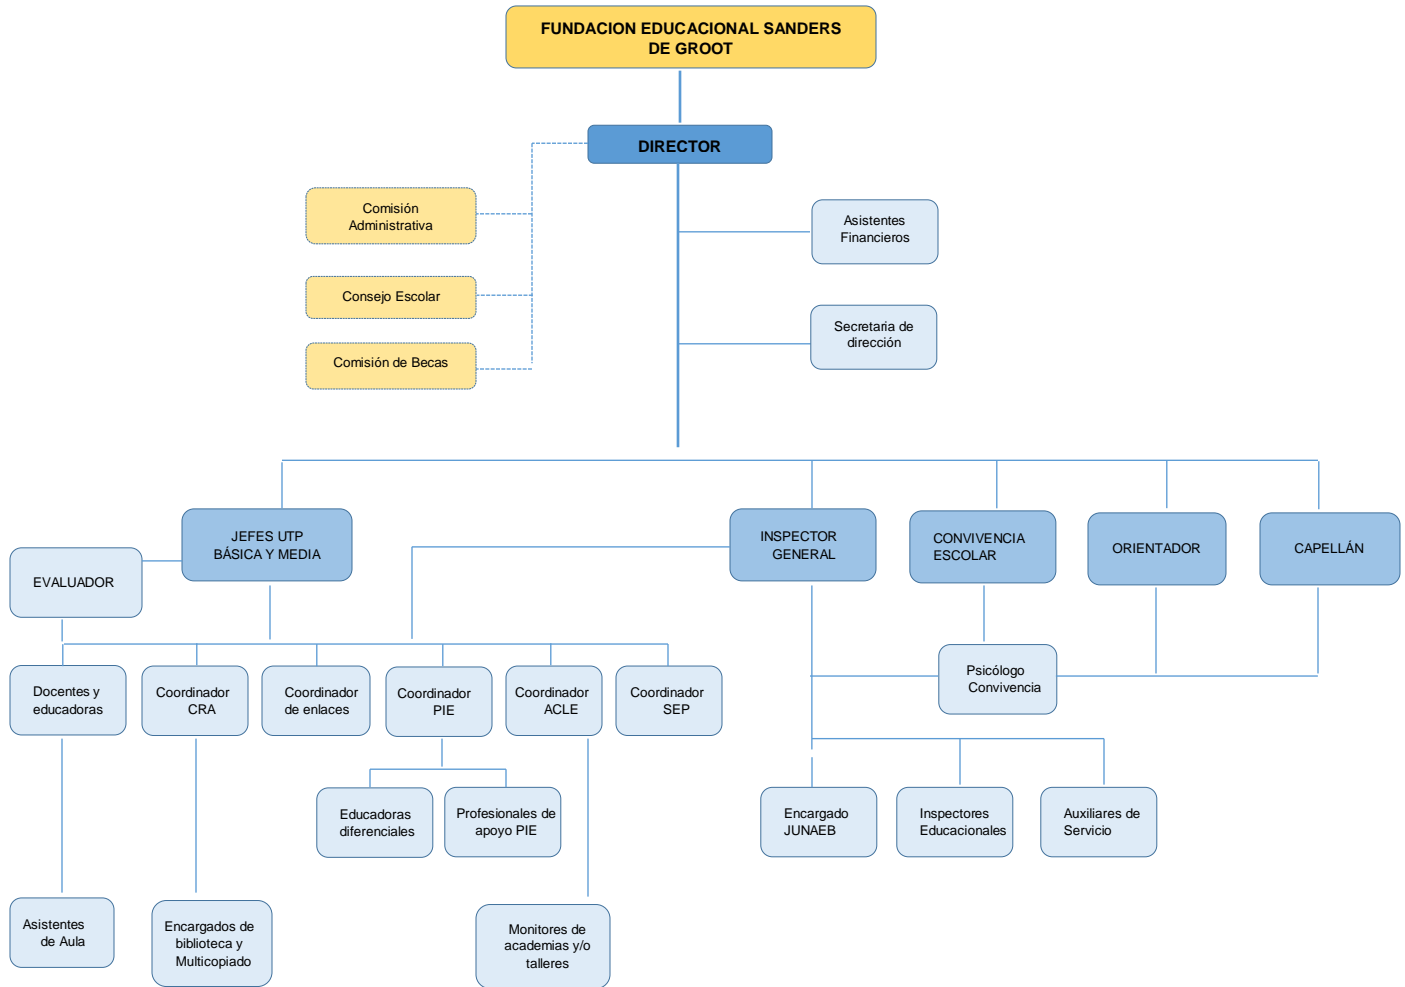 FUNDACION EDUCACIONAL SANDERS
DE GROOT
DIRECTOR
Comisión
Administrativa
Asistentes
Financieros
Consejo Escolar
Secretaria de
dirección
Comisión de Becas
JEFES UTP
BÁSICA Y MEDIA
INSPECTOR
GENERAL
CONVIVENCIA
ESCOLAR
ORIENTADOR
CAPELLÁN
EVALUADOR
Docentes y
educadoras
Coordinador
CRA
Coordinador
de enlaces
Coordinador
PIE
Coordinador
ACLE
Coordinador
SEP
Psicólogo
Convivencia
Educadoras
diferenciales
Profesionales de
apoyo PIE
Encargado
JUNAEB
Inspectores
Educacionales
Auxiliares de
Servicio
Asistentes
de Aula
Encargados de
biblioteca y
Multicopiado
Monitores de
academias y/o
talleres